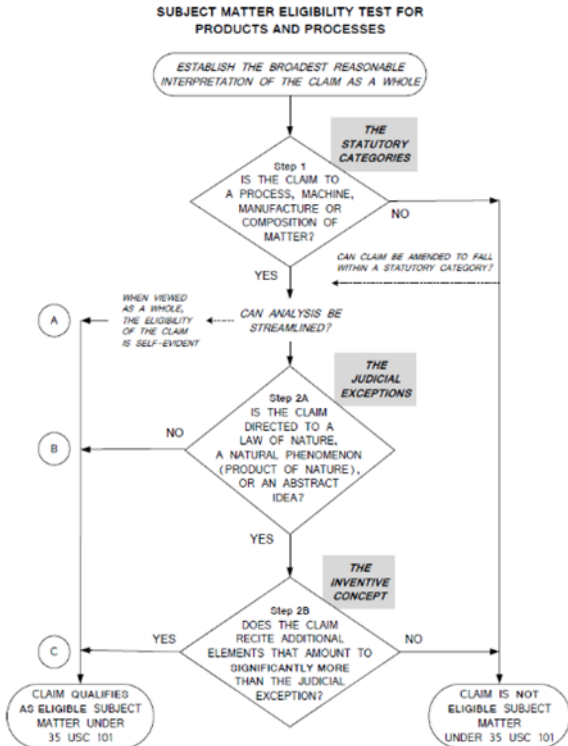 SUBJECT MATTER ELIGIBILITY TEST FOR
PRODUCTS AND PROCESSES
ESTABLISH THE BROADEST REASONABLE
INTERPRETATION OF THE CLAIM AS A WHOLE
THE
STATUTORY
CATEGORIES
Step 1
IS THE CLAIM TO
A PROCESS, MACHINE,
MANUFACTURE OR
COMPOSITION OF
MATTER?
NO
YES
CAN CLAIM BE AMENDED TO FALL
WITHIN A STATUTORY CATEGORY?
A
WHEN VIEWED
AS A WHOLE,
THE ELIGIBILITY
OF THE CLAIM
IS SELF-EVIDENT
CAN ANALYSIS BE
STREAMLINED?
THE
JUDICIAL
EXCEPTIONS
Step 2A
IS THE CLAIM
DIRECTED TO A
LAW OF NATURE,
A NATURAL PHENOMENON
(PRODUCT OF NATURE),
OR AN ABSTRACT
IDEA?
NO
B
YES
THE
INVENTIVE
CONCEPT
Step 2B
DOES THE CLAIM
RECITE ADDITIONAL
ELEMENTS THAT AMOUNT TO
SIGNIFICANTLY MORE
THAN THE JUDICIAL
EXCEPTION?
YES
NO
C
CLAIM QUALIFIES
AS ELIGIBLE SUBJECT
MATTER UNDER
35 USC 101
CLAIM IS NOT
ELIGIBLE SUBJECT
MATTER
UNDER 35 USC 101